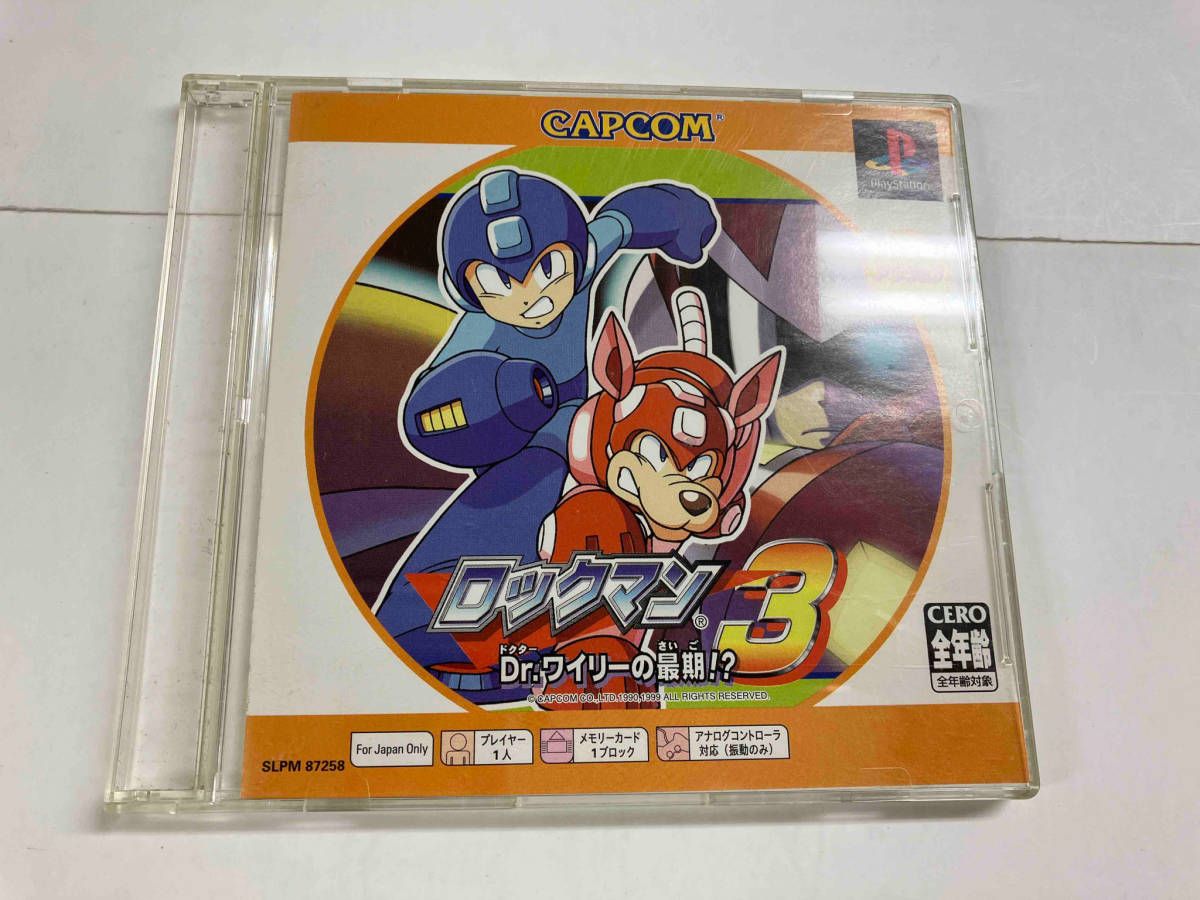 CAPCOM®
PlayStation
ロックマン®3
ドクター さいご
Dr.ワイリーの最期!?
© CAPCOM CO.,LTD.1990,1999 ALL RIGHTS RESERVED.
CERO
全年齢
全年齢対象
SLPM 87258
For Japan Only
プレイヤー
1人
メモリーカード
1ブロック
アナログコントローラ
対応（振動のみ）